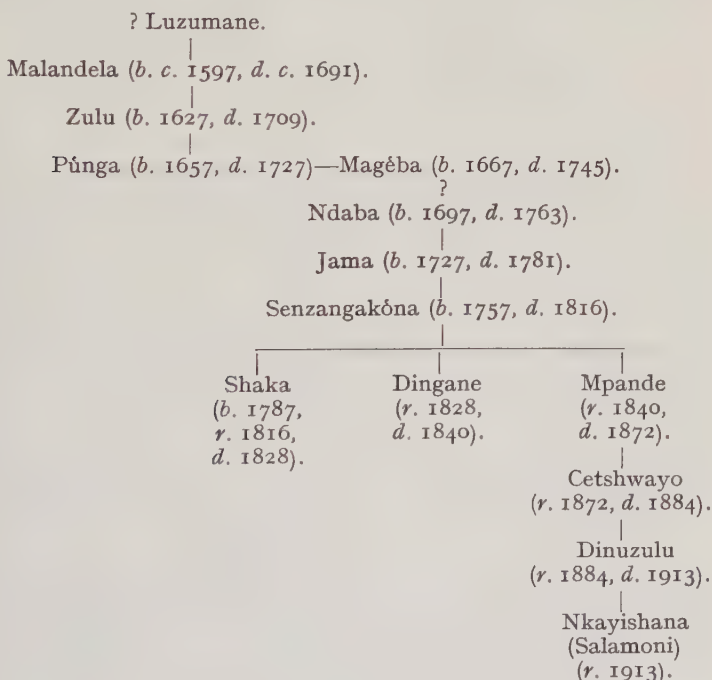 ? Luzumane.
Malandela (b. c. 1597, d. c. 1691).
Zulu (b. 1627, d. 1709).
Púnga (b. 1657, d. 1727)—Magéba (b. 1667, d. 1745).
?
Ndaba (b. 1697, d. 1763).
Jama (b. 1727, d. 1781).
Senzangakóna (b. 1757, d. 1816).
Shaka
(b. 1787,
r. 1816,
d. 1828).
Dingane
(r. 1828,
d. 1840).
Mpande
(r. 1840,
d. 1872).
Cetshwayo
(r. 1872, d. 1884).
Dinuzulu
(r. 1884, d. 1913).
Nkayishana
(Salamoni)
(r. 1913).